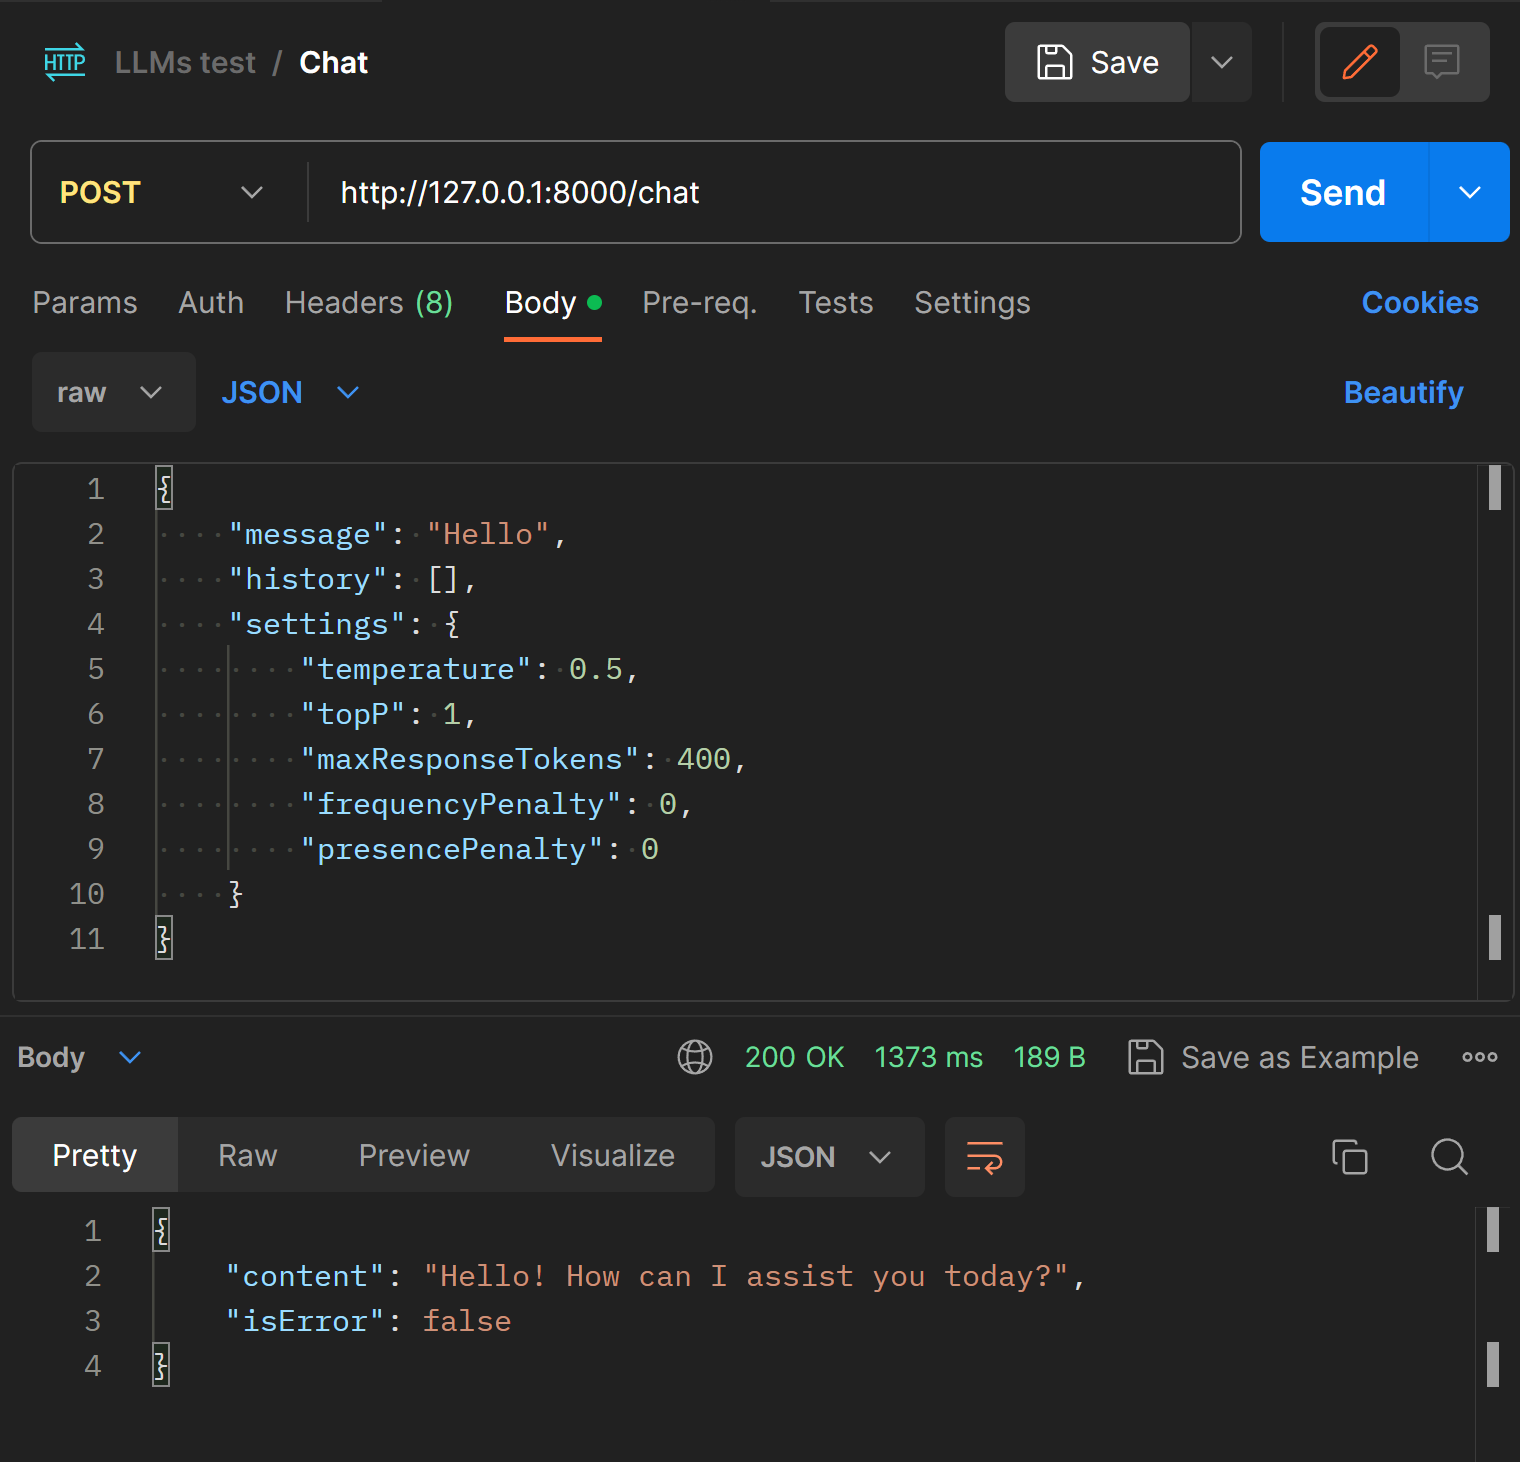 HTTP LLMs test / Chat Save
POST http://127.0.0.1:8000/chat Send
Params Auth Headers (8) Body Pre-req. Tests Settings Cookies
raw JSON Beautify
1 {
2 "message": "Hello",
3 "history": [],
4 "settings": {
5 "temperature": 0.5,
6 "topP": 1,
7 "maxResponseTokens": 400,
8 "frequencyPenalty": 0,
9 "presencePenalty": 0
10 }
11 }
Body 200 OK 1373 ms 189 B Save as Example
Pretty Raw Preview Visualize JSON
1 {
2 "content": "Hello! How can I assist you today?",
3 "isError": false
4 }